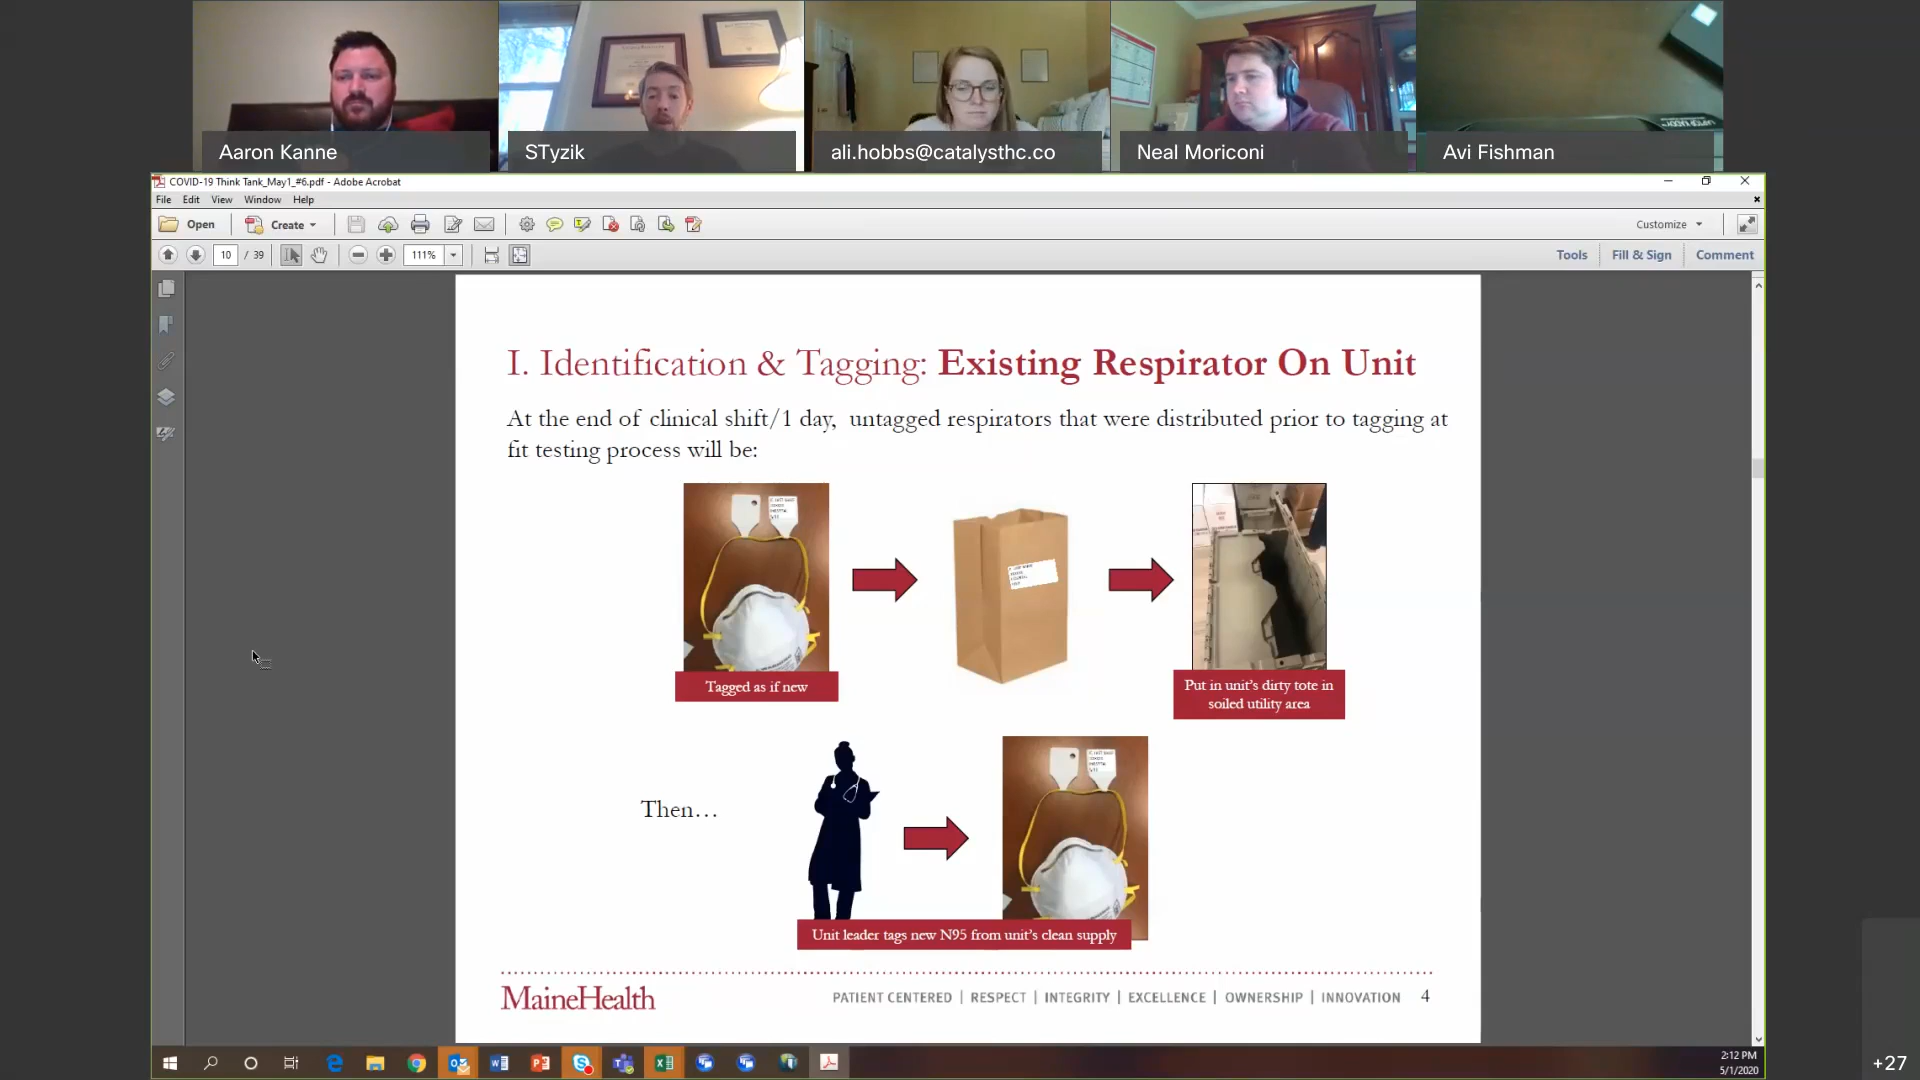 Aaron Kanne
STyzik
ali.hobbs@catalysthc.co
Neal Moriconi
Avi Fishman
COVID-19 Think Tank_May1_#6.pdf - Adobe Acrobat
File Edit View Window Help
Open Create Customize
10 / 39 111% Tools Fill & Sign Comment
I. Identification & Tagging: Existing Respirator On Unit
At the end of clinical shift/1 day, untagged respirators that were distributed prior to tagging at
fit testing process will be:
Tagged as if new
Put in unit's dirty tote in
soiled utility area
Then…
Unit leader tags new N95 from unit's clean supply
MaineHealth PATIENT CENTERED | RESPECT | INTEGRITY | EXCELLENCE | OWNERSHIP | INNOVATION 4
2:12 PM
5/1/2020
+27